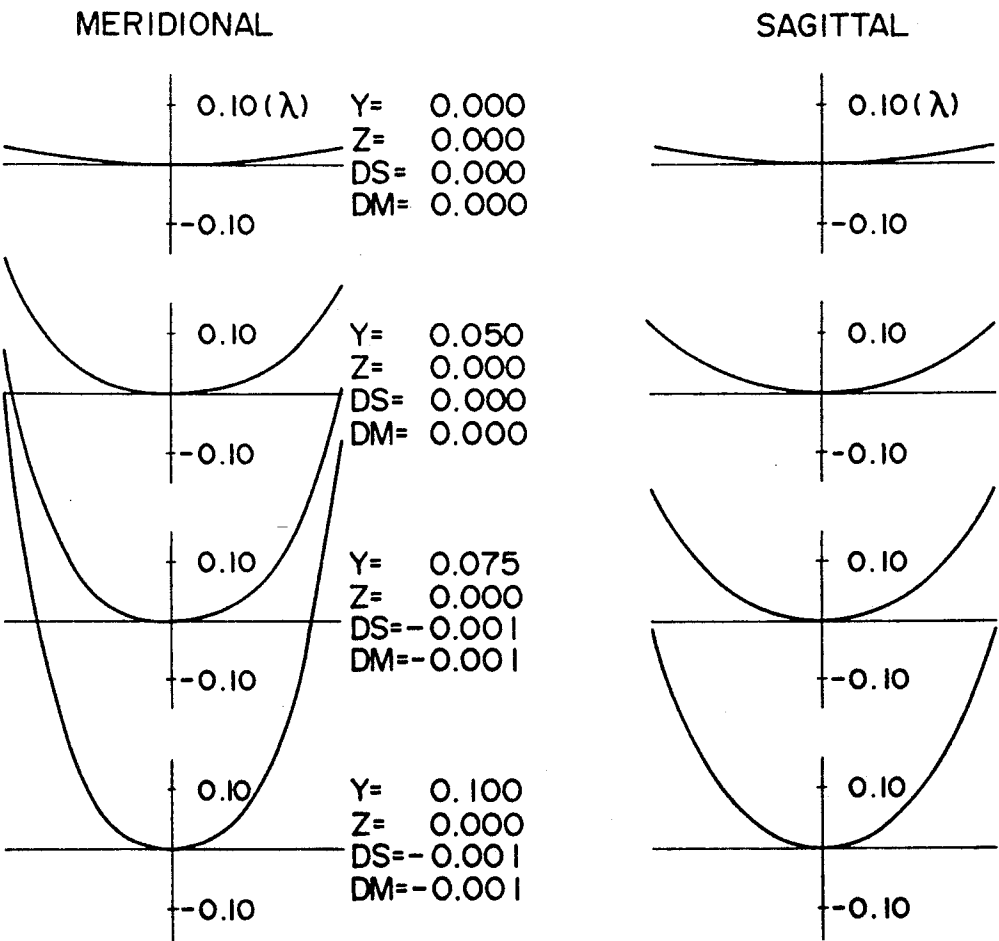 MERIDIONAL
SAGITTAL
0.10(λ)
-0.10
Y= 0.000
Z= 0.000
DS= 0.000
DM= 0.000
0.10(λ)
-0.10
0.10
-0.10
Y= 0.050
Z= 0.000
DS= 0.000
DM= 0.000
0.10
-0.10
0.10
-0.10
Y= 0.075
Z= 0.000
DS=-0.001
DM=-0.001
0.10
-0.10
0.10
-0.10
Y= 0.100
Z= 0.000
DS=-0.001
DM=-0.001
0.10
-0.10